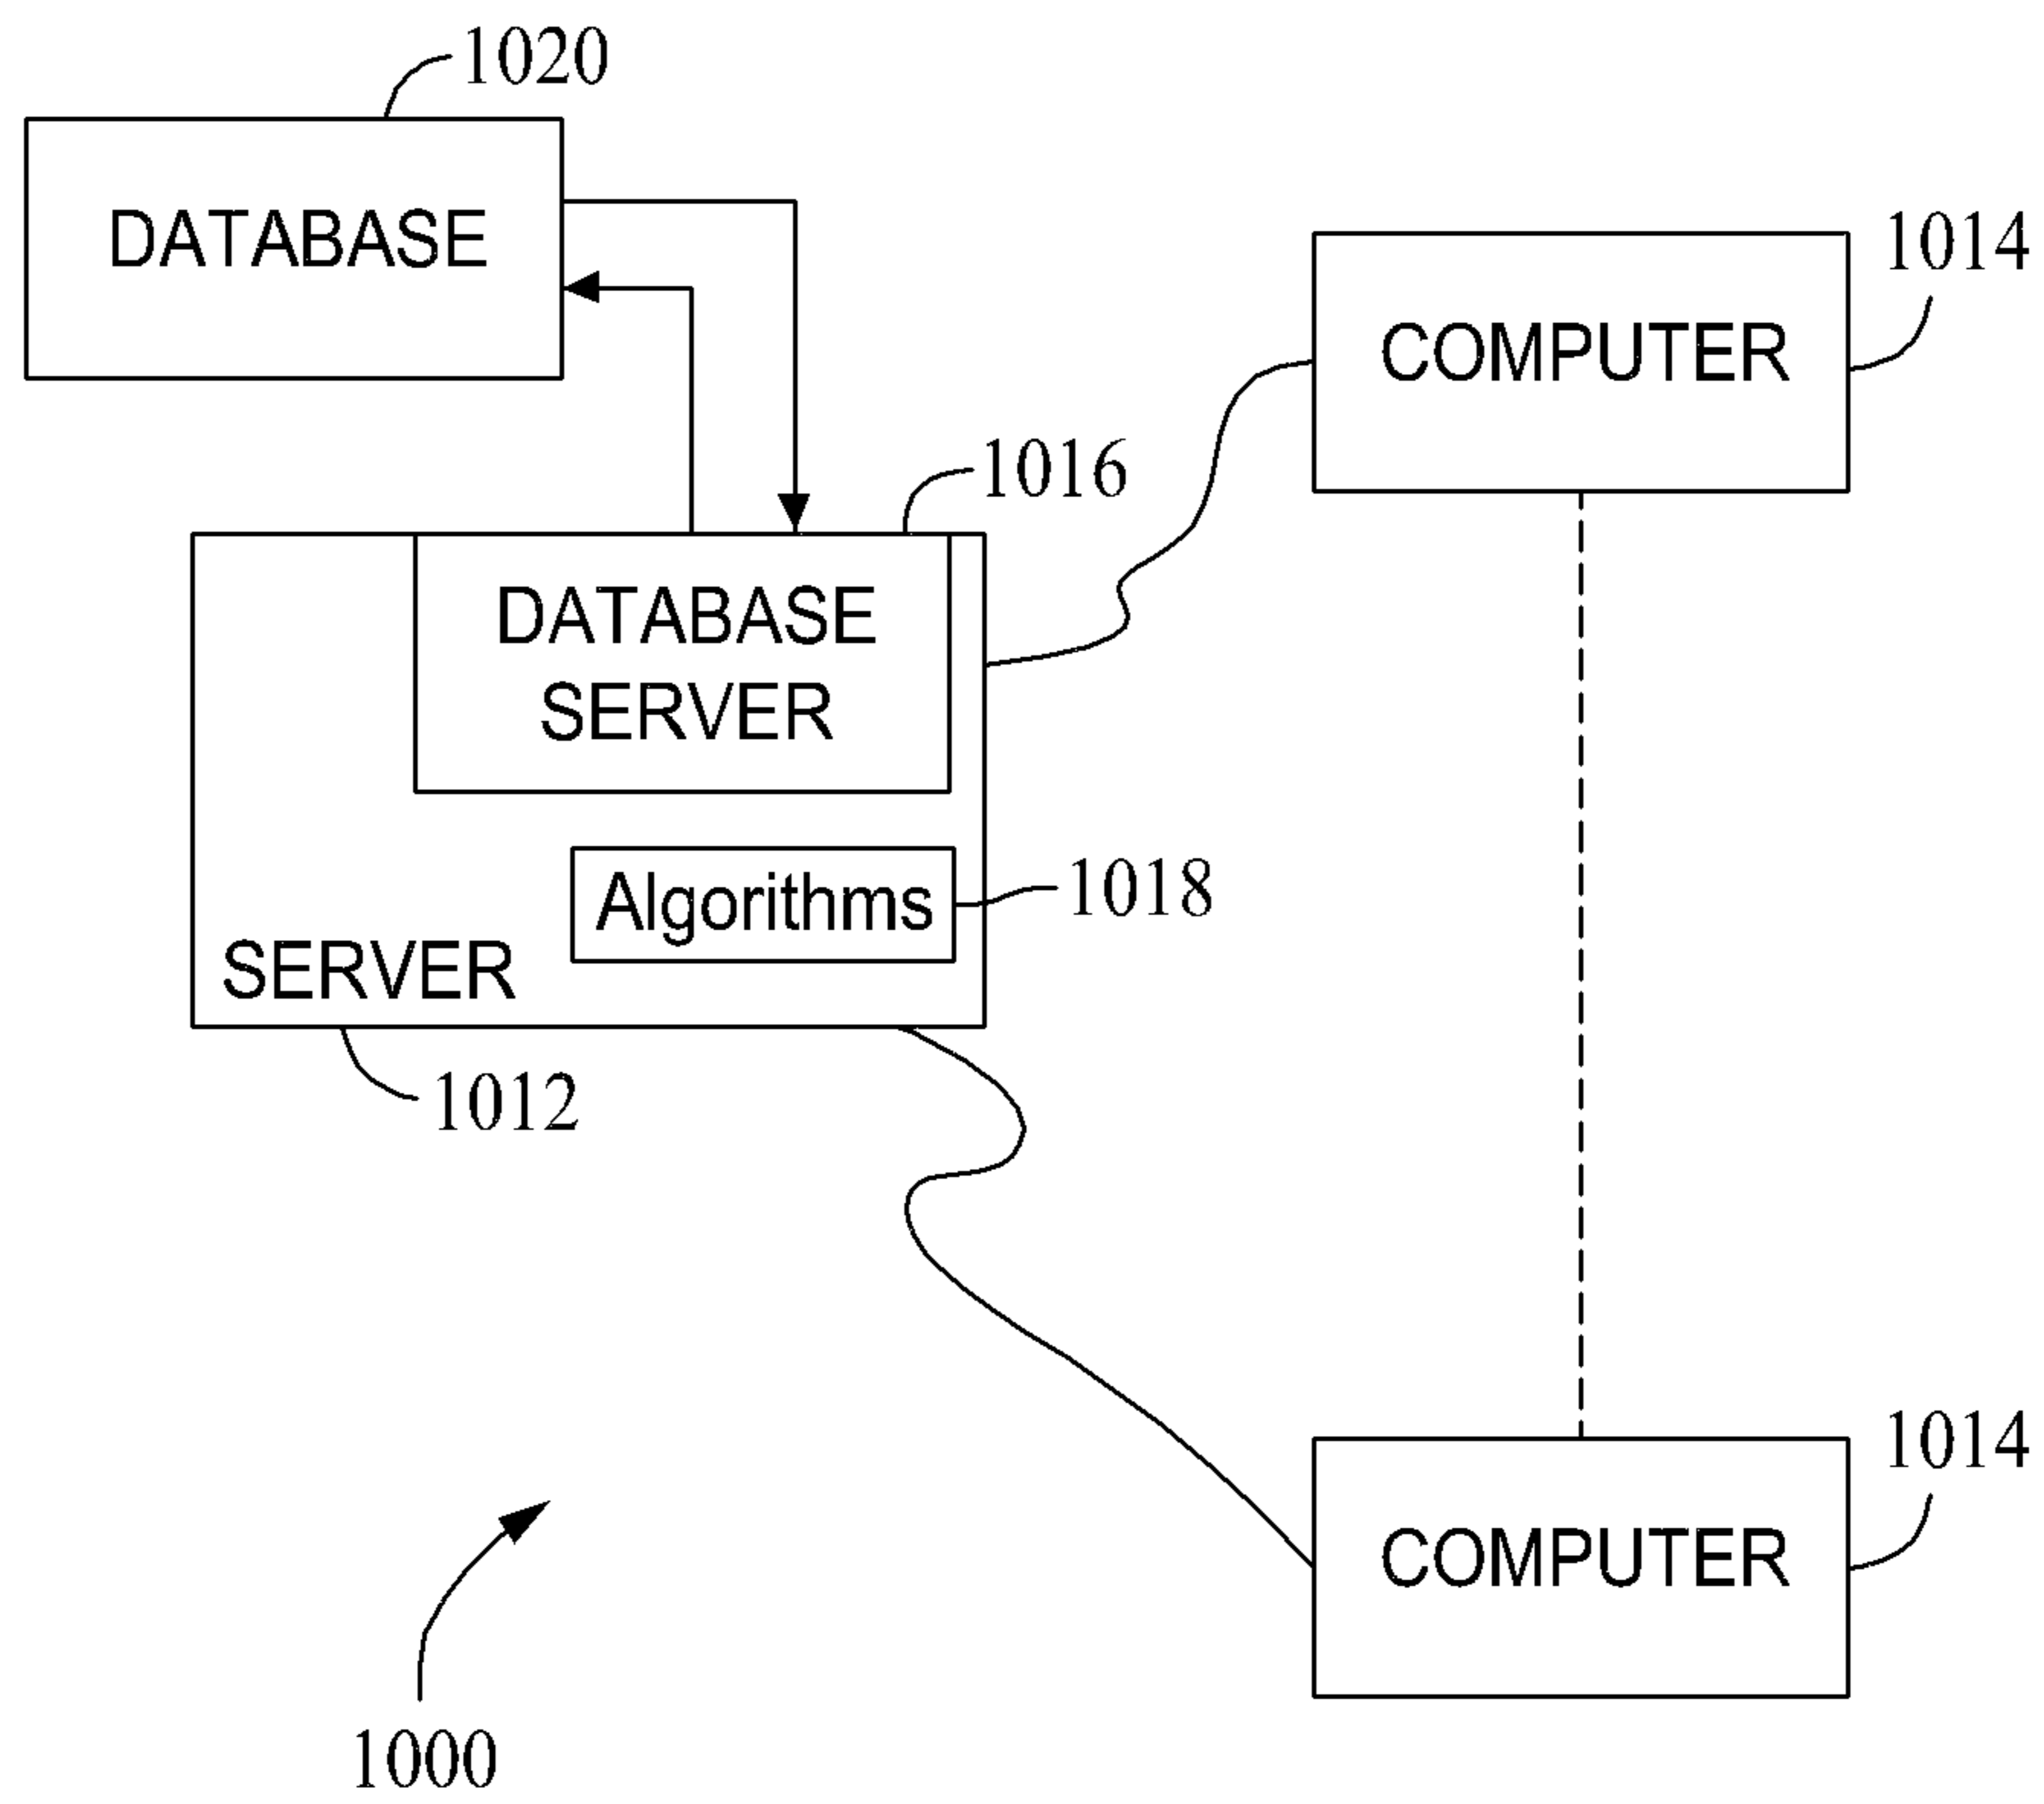 1020
DATABASE
1014
COMPUTER
1016
DATABASE
SERVER
Algorithms
1018
SERVER
1012
1014
COMPUTER
1000